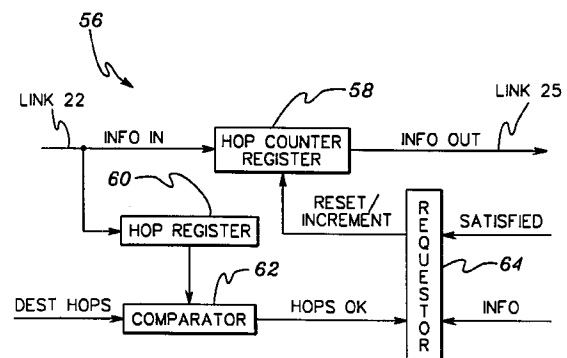 56
58
LINK 22
LINK 25
INFO IN
HOP COUNTER
REGISTER
INFO OUT
60
HOP REGISTER
RESET/
INCREMENT
REQUESTOR
SATISFIED
64
62
DEST HOPS
COMPARATOR
HOPS OK
INFO